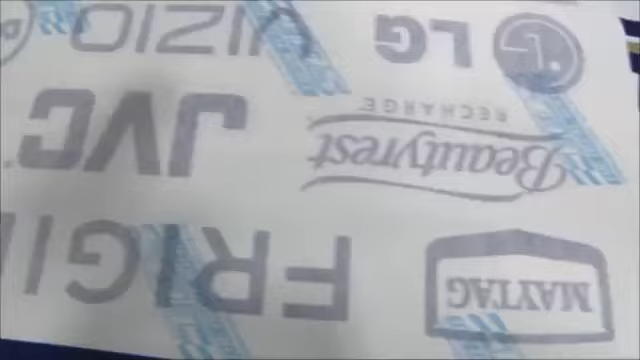 MAYTAG
FRIGI
Beautyrest
RECHARGE
JVC
LG
VIZIO